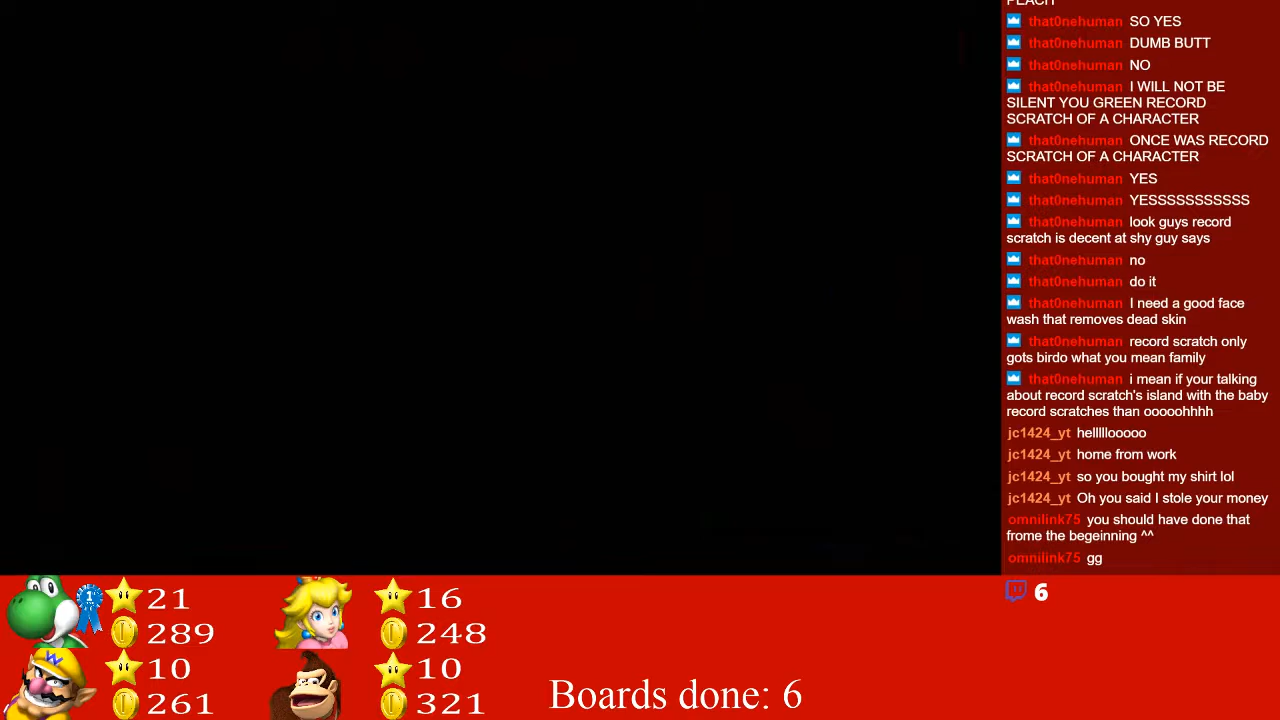 PEACH
that0nehuman SO YES
that0nehuman DUMB BUTT
that0nehuman NO
that0nehuman I WILL NOT BE
SILENT YOU GREEN RECORD
SCRATCH OF A CHARACTER
that0nehuman ONCE WAS RECORD
SCRATCH OF A CHARACTER
that0nehuman YES
that0nehuman YESSSSSSSSSSS
that0nehuman look guys record
scratch is decent at shy guy says
that0nehuman no
that0nehuman do it
that0nehuman I need a good face
wash that removes dead skin
that0nehuman record scratch only
gots birdo what you mean family
that0nehuman i mean if your talking
about record scratch's island with the baby
record scratches than ooooohhhh
jc1424_yt helllllooooo
jc1424_yt home from work
jc1424_yt so you bought my shirt lol
jc1424_yt Oh you said I stole your money
omnilink75 you should have done that
frome the begeinning ^^
omnilink75 gg
6
1
21
289
16
248
W
10
261
10
321
Boards done: 6